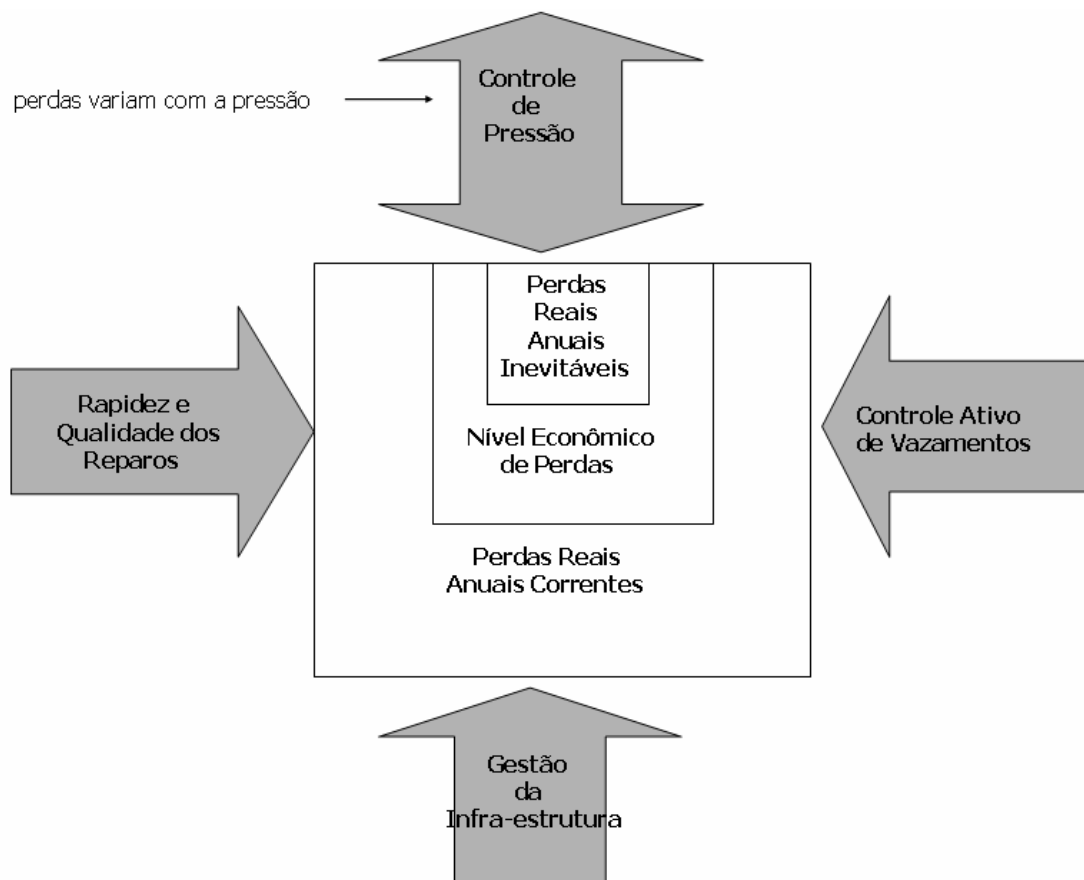 Controle
de
Pressão
perdas variam com a pressão
Perdas
Reais
Anuais
Inevitáveis
Rapidez e
Qualidade dos
Reparos
Controle Ativo
de Vazamentos
Nível Econômico
de Perdas
Perdas Reais
Anuais Correntes
Gestão
da
Infra-estrutura